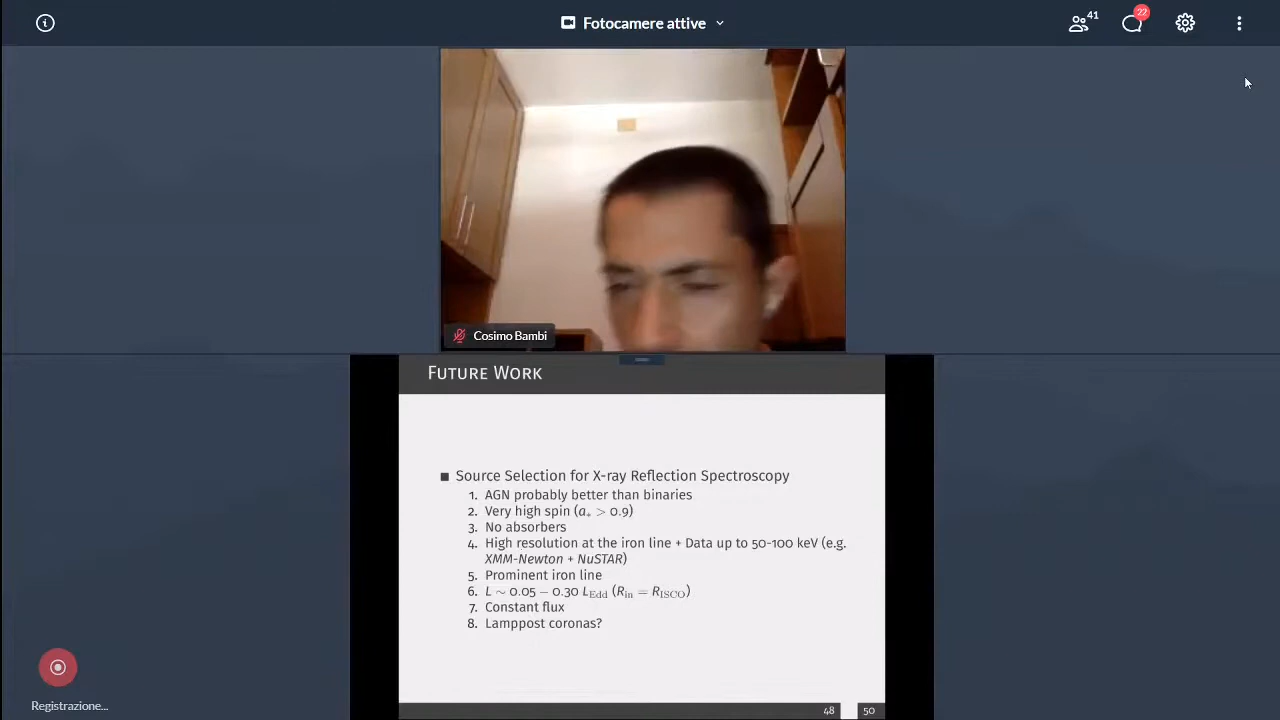 Fotocamere attive
41
22
Cosimo Bambi
Future Work
Source Selection for X-ray Reflection Spectroscopy
1. AGN probably better than binaries
2. Very high spin (a* > 0.9)
3. No absorbers
4. High resolution at the iron line + Data up to 50-100 keV (e.g.
XMM-Newton + NuSTAR)
5. Prominent iron line
6. L ∼ 0.05 − 0.30 LEdd (Rin = RISCO)
7. Constant flux
8. Lamppost coronas?
48 50
Registrazione...